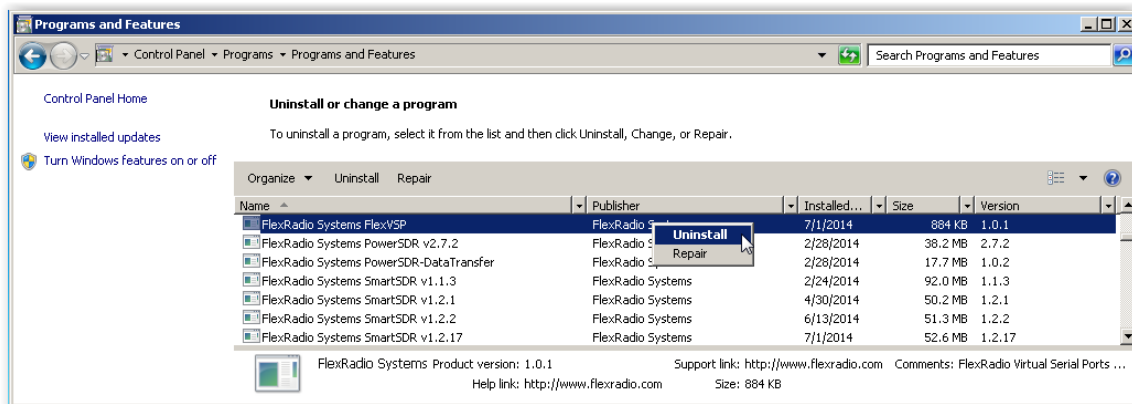 Programs and Features
Control Panel Programs Programs and Features Search Programs and Features
Control Panel Home
View installed updates
Turn Windows features on or off
Uninstall or change a program
To uninstall a program, select it from the list and then click Uninstall, Change, or Repair.
Organize Uninstall Repair
Name Publisher Installed... Size Version
FlexRadio Systems FlexVSP FlexRadio 7/1/2014 884 KB 1.0.1
FlexRadio Systems PowerSDR v2.7.2 FlexRadio 2/28/2014 38.2 MB 2.7.2
FlexRadio Systems PowerSDR-DataTransfer FlexRadio 2/28/2014 17.7 MB 1.0.2
FlexRadio Systems SmartSDR v1.1.3 FlexRadio Systems 2/24/2014 92.0 MB 1.1.3
FlexRadio Systems SmartSDR v1.2.1 FlexRadio Systems 4/30/2014 50.2 MB 1.2.1
FlexRadio Systems SmartSDR v1.2.2 FlexRadio Systems 6/13/2014 51.3 MB 1.2.2
FlexRadio Systems SmartSDR v1.2.17 FlexRadio Systems 7/1/2014 52.6 MB 1.2.17
Uninstall
Repair
FlexRadio Systems Product version: 1.0.1 Support link: http://www.flexradio.com Comments: FlexRadio Virtual Serial Ports ...
Help link: http://www.flexradio.com Size: 884 KB